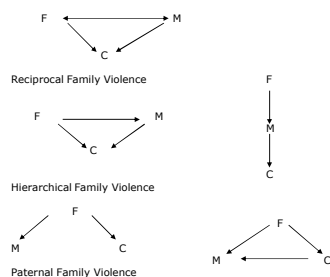 F M
C
Reciprocal Family Violence
F M
C
Hierarchical Family Violence
F
M C
Paternal Family Violence
F
M
C
F
M C